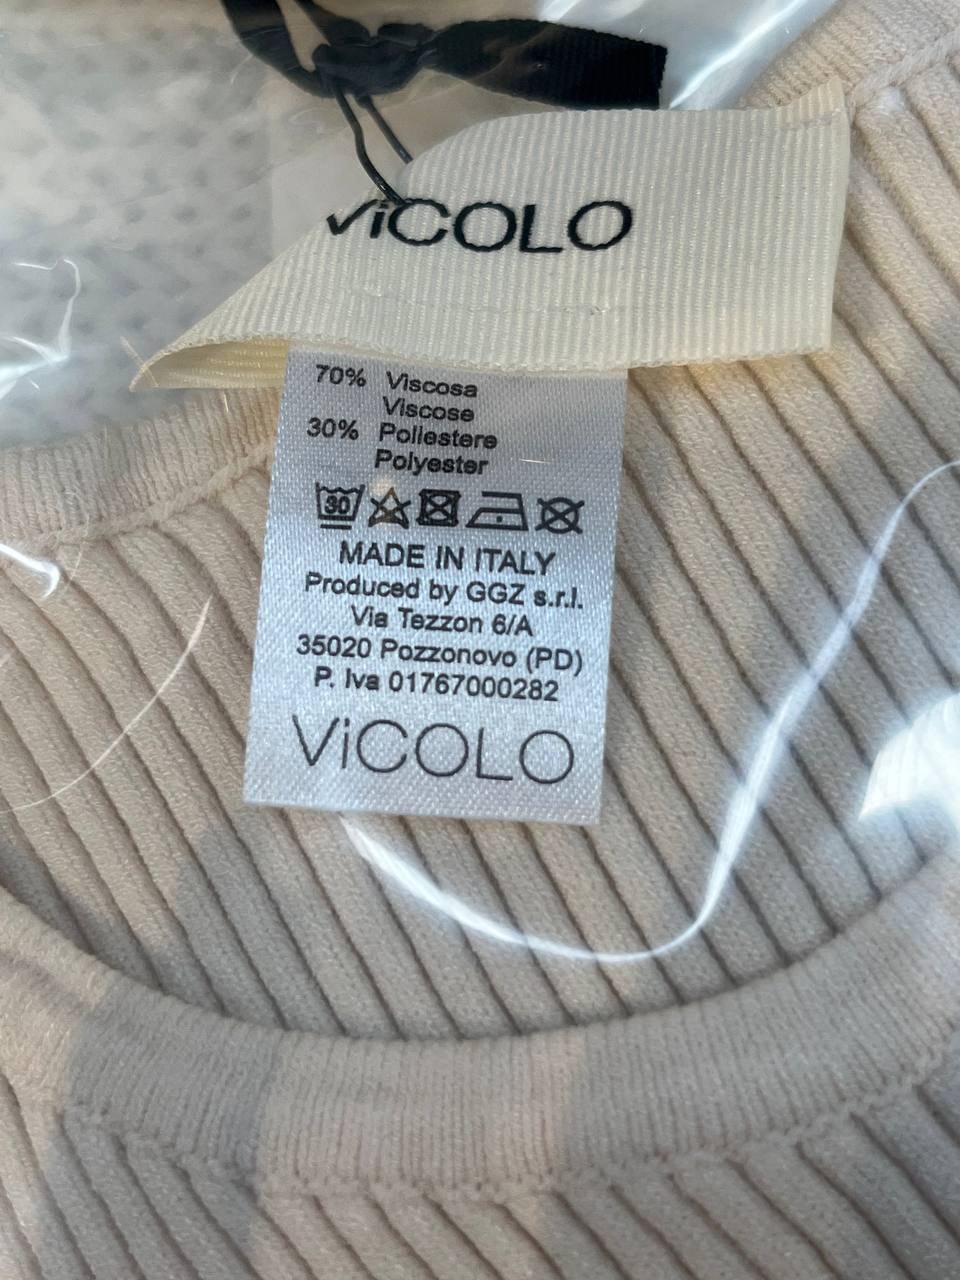 ViCOLO
70% Viscosa
Viscose
30% Poliestere
Polyester
30
MADE IN ITALY
Produced by GGZ s.r.l.
Via Tezzon 6/A
35020 Pozzonovo (PD)
P. Iva 01767000282
ViCOLO